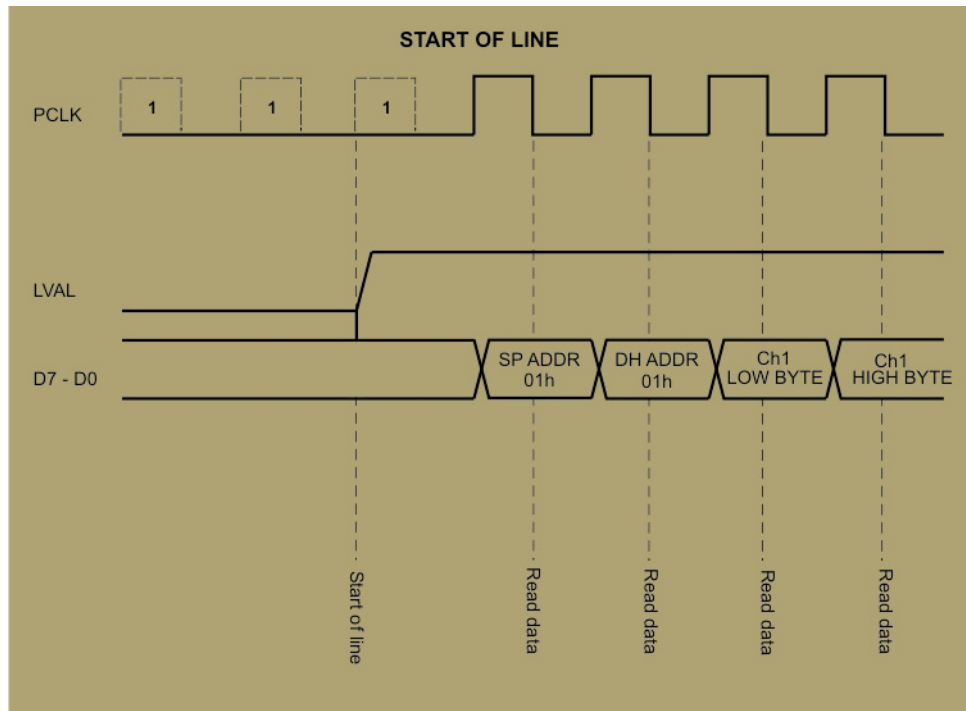 START OF LINE
PCLK
1
1
1
LVAL
D7 - D0
SP ADDR
01h
DH ADDR
01h
Ch1
LOW BYTE
Ch1
HIGH BYTE
Start of line
Read data
Read data
Read data
Read data